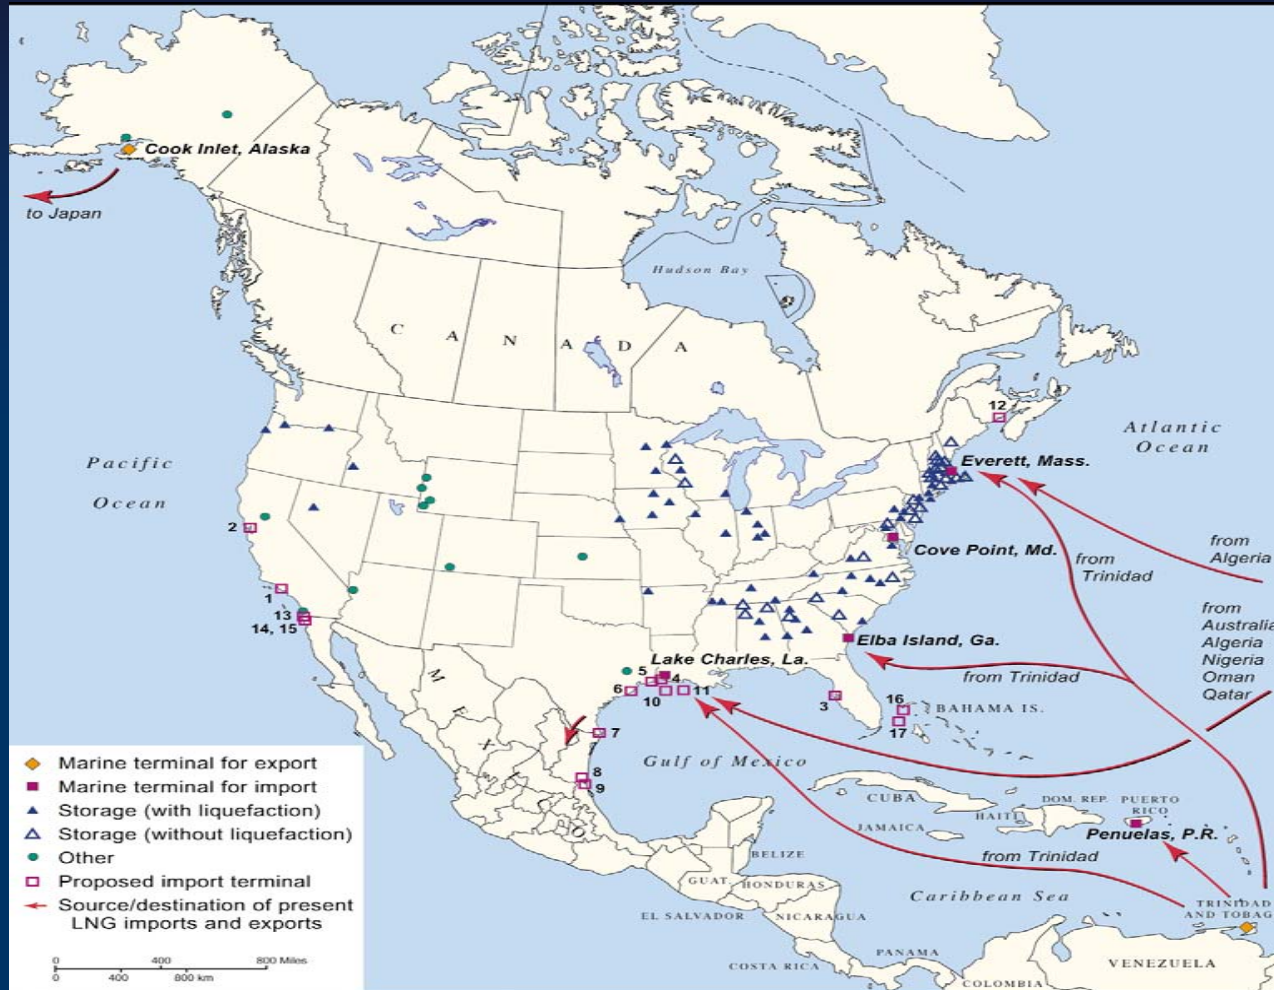 Cook Inlet, Alaska
to Japan
Hudson Bay
C A N A D A
12
Atlantic
Ocean
Pacific
Ocean
Everett, Mass.
2
Cove Point, Md.
from
Trinidad
from
Algeria
1
13
14, 15
from
Australia
Algeria
Nigeria
Oman
Qatar
Elba Island, Ga.
Lake Charles, La.
from Trinidad
5
4
6
10
11
3
16
BAHAMA IS.
17
M E X I C O
7
Gulf of Mexico
8
9
CUBA
HAITI
DOM. REP.
PUERTO
RICO
JAMAICA
Penuelas, P.R.
from Trinidad
BELIZE
GUAT.
HONDURAS
Caribbean Sea
EL SALVADOR
NICARAGUA
TRINIDAD
AND TOBAG
PANAMA
COSTA RICA
VENEZUELA
COLOMBIA
Marine terminal for export
Marine terminal for import
Storage (with liquefaction)
Storage (without liquefaction)
Other
Proposed import terminal
Source/destination of present
LNG imports and exports
0 400 800 Miles
0 400 800 km